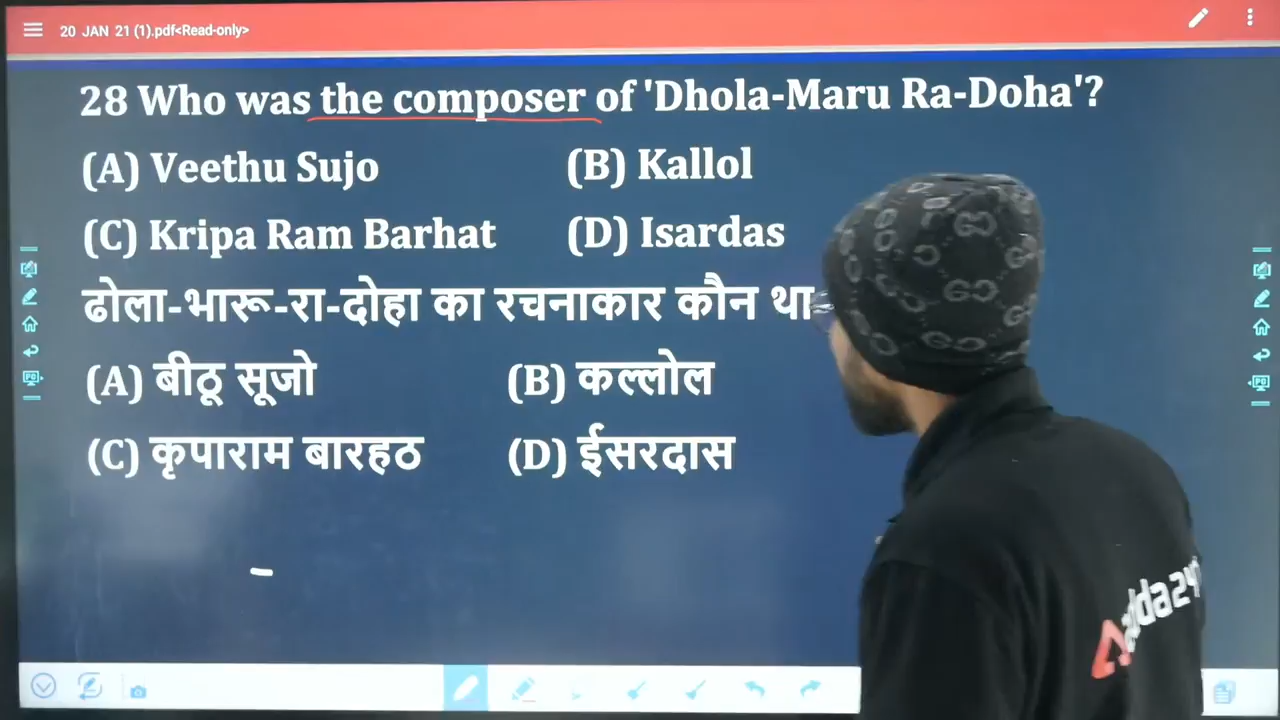 20 JAN 21 (1).pdf<Read-only>
28 Who was the composer of 'Dhola-Maru Ra-Doha'?
(A) Veethu Sujo (B) Kallol
(C) Kripa Ram Barhat (D) Isardas
ढोला-भारू-रा-दोहा का रचनाकार कौन था
(A) बीठू सूजो (B) कल्लोल
(C) कृपाराम बारहठ (D) ईसरदास
adda247